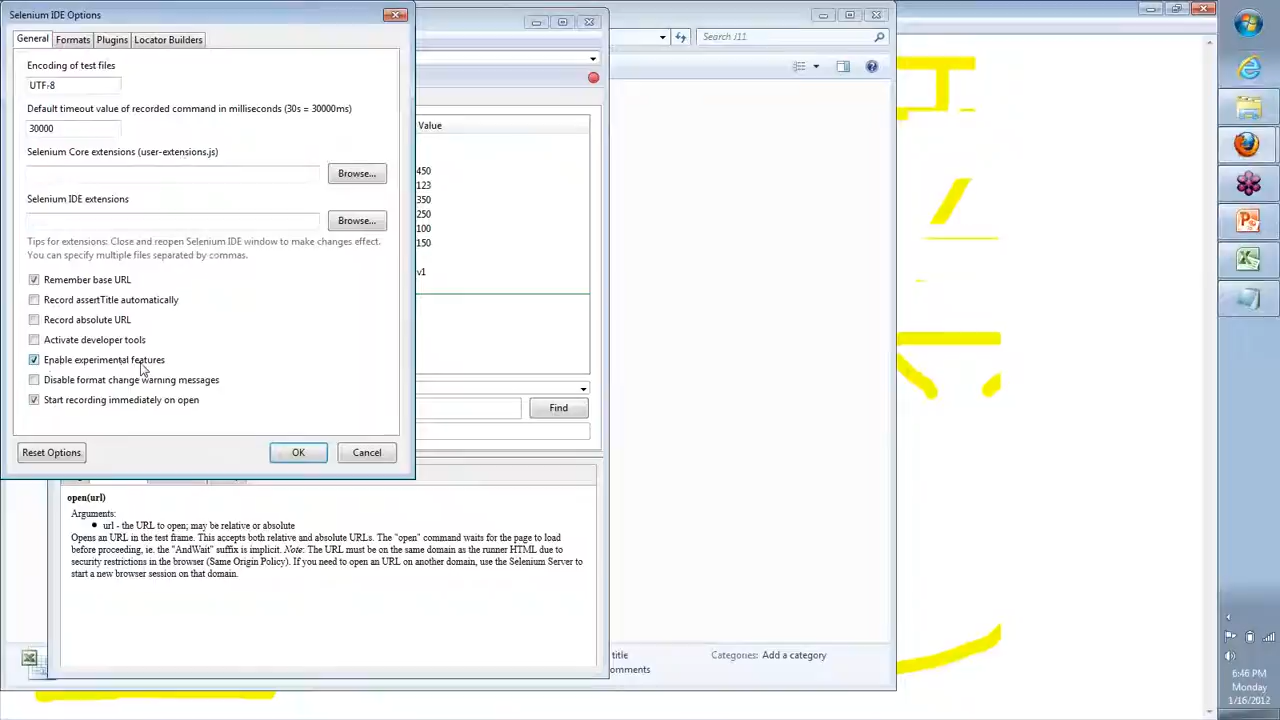 Selenium IDE Options
General
Formats
Plugins
Locator Builders
Encoding of test files
UTF-8
Default timeout value of recorded command in milliseconds (30s = 30000ms)
30000
Selenium Core extensions (user-extensions.js)
Browse...
Selenium IDE extensions
Browse...
Tips for extensions: Close and reopen Selenium IDE window to make changes effect.
You can specify multiple files separated by commas.
Remember base URL
Record assertTitle automatically
Record absolute URL
Activate developer tools
Enable experimental features
Disable format change warning messages
Start recording immediately on open
Reset Options
OK
Cancel
Search J11
Value
450
123
350
250
100
150
v1
Find
open(url)
Arguments:
url - the URL to open; may be relative or absolute
Opens an URL in the test frame. This accepts both relative and absolute URLs. The "open" command waits for the page to load
before proceeding, ie. the "AndWait" suffix is implicit. Note: The URL must be on the same domain as the runner HTML due to
security restrictions in the browser (Same Origin Policy). If you need to open an URL on another domain, use the Selenium Server to
start a new browser session on that domain.
title
Categories: Add a category
omments
6:46 PM
Monday
1/16/2012